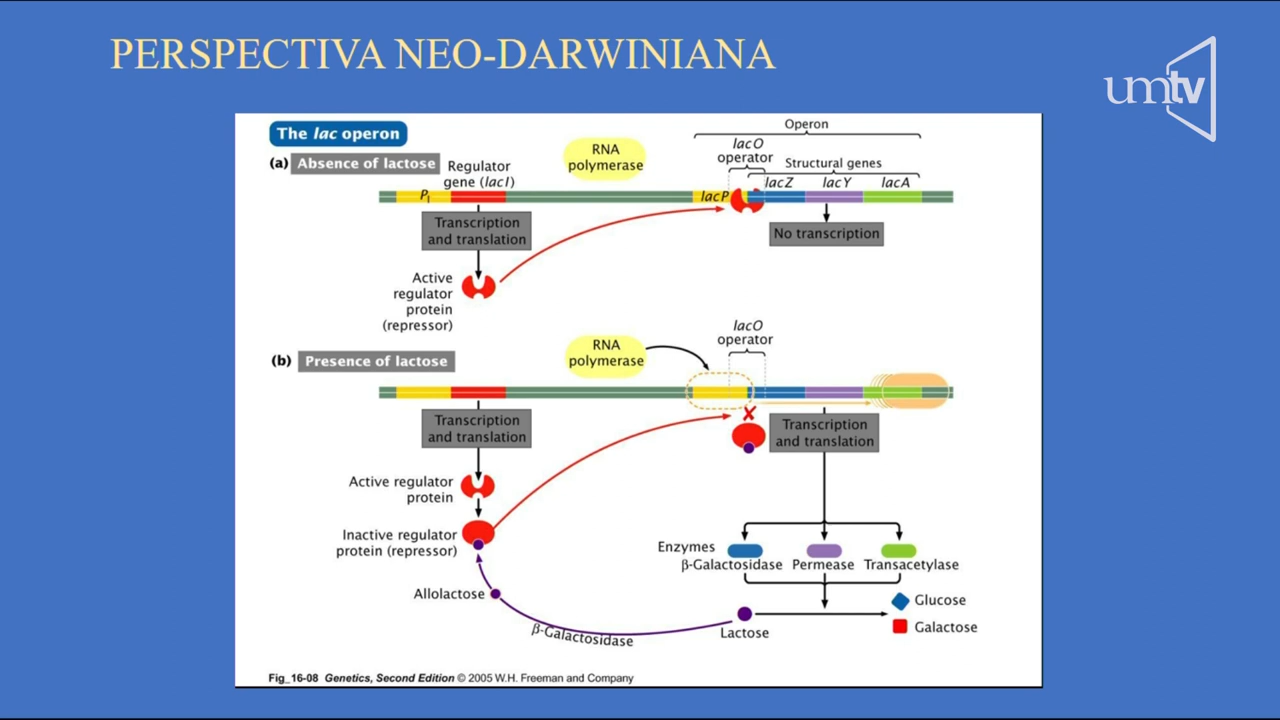 PERSPECTIVA NEO-DARWINIANA
umtv
The lac operon
(a) Absence of lactose
Regulator
gene (lacI)
RNA
polymerase
Operon
lacO
operator
Structural genes
lacZ lacY lacA
PI
lacP
Transcription
and translation
No transcription
Active
regulator
protein
(repressor)
(b) Presence of lactose
RNA
polymerase
lacO
operator
Transcription
and translation
Transcription
and translation
Active regulator
protein
Inactive regulator
protein (repressor)
Enzymes
β-Galactosidase Permease Transacetylase
Allolactose
Glucose
β-Galactosidase
Lactose
Galactose
Fig_16-08 Genetics, Second Edition © 2005 W.H. Freeman and Company